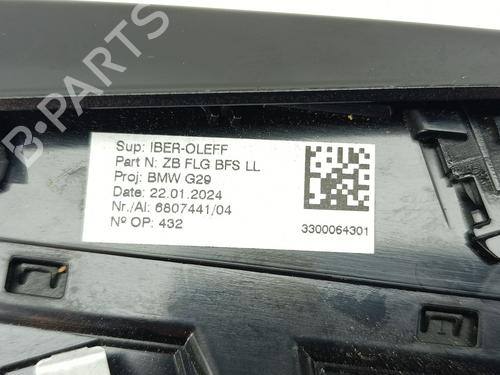 Sup: IBER-OLEFF
Part N: ZB FLG BFS LL
Proj: BMW G29
Date: 22.01.2024
Nr./AI: 6807441/04
Nº OP: 432
3300064301
B-PARTS